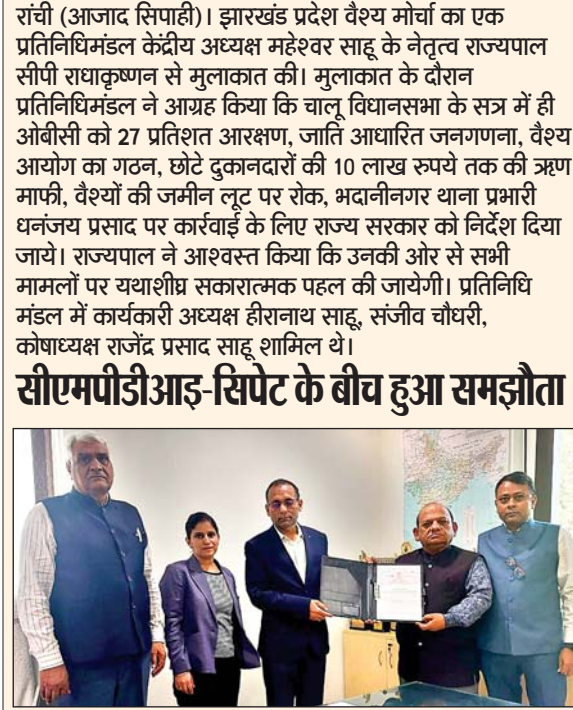 रांची (आजाद सिपाही)। झारखंड प्रदेश वैश्य मोर्चा का एक
प्रतिनिधिमंडल केंद्रीय अध्यक्ष महेश्वर साहू के नेतृत्व राज्यपाल
सीपी राधाकृष्णन से मुलाकात की। मुलाकात के दौरान
प्रतिनिधिमंडल ने आग्रह किया कि चालू विधानसभा के सत्र में ही
ओबीसी को 27 प्रतिशत आरक्षण, जाति आधारित जनगणना, वैश्य
आयोग का गठन, छोटे दुकानदारों की 10 लाख रुपये तक की ऋण
माफी, वैश्यों की जमीन लूट पर रोक, भदानीनगर थाना प्रभारी
धनंजय प्रसाद पर कार्रवाई के लिए राज्य सरकार को निर्देश दिया
जाये। राज्यपाल ने आश्वस्त किया कि उनकी ओर से सभी
मामलों पर यथाशीघ्र सकारात्मक पहल की जायेगी। प्रतिनिधि
मंडल में कार्यकारी अध्यक्ष हीरानाथ साहू, संजीव चौधरी,
कोषाध्यक्ष राजेंद्र प्रसाद साहू शामिल थे।
सीएमपीडीआइ-सिपेट के बीच हुआ समझौता